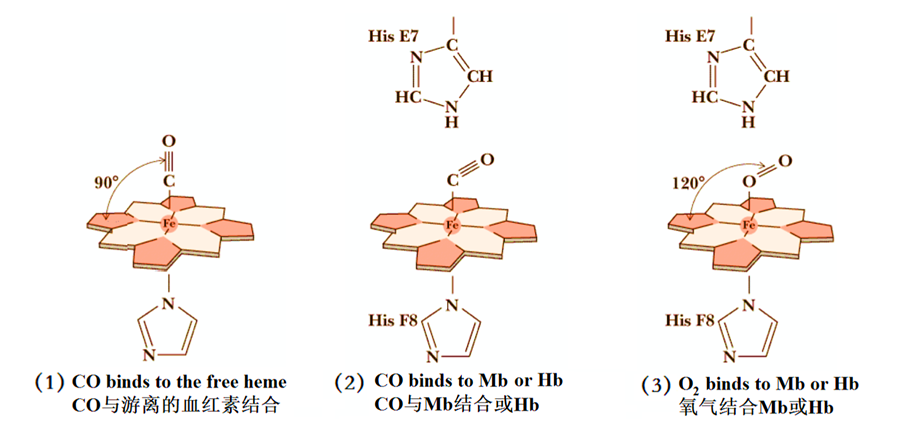 His E7
N
C
CH
HC
N
H
O
C
90°
Fe
N
N
(1) CO binds to the free heme
CO与游离的血红素结合
C
O
Fe
His F8
N
N
(2) CO binds to Mb or Hb
CO与Mb结合或Hb
His E7
N
C
CH
HC
N
H
O
O
120°
Fe
His F8
N
N
(3) O₂ binds to Mb or Hb
氧气结合Mb或Hb